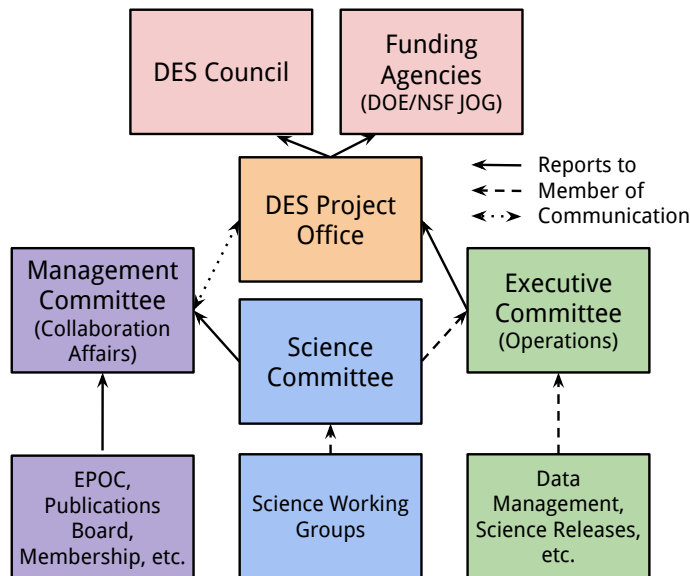 DES Council
Funding
Agencies
(DOE/NSF JOG)
Reports to
Member of
Communication
DES Project
Office
Management
Committee
(Collaboration
Affairs)
Executive
Committee
(Operations)
Science
Committee
EPOC,
Publications
Board,
Membership, etc.
Science Working
Groups
Data
Management,
Science Releases,
etc.